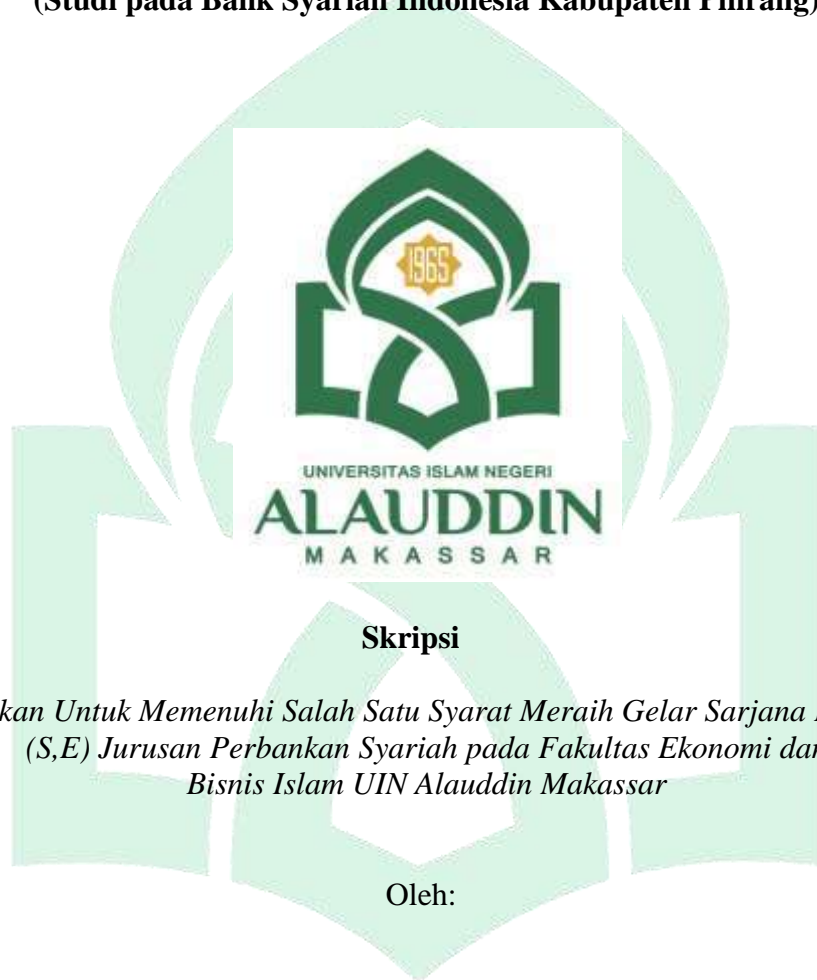 (Studi pada Bank Syariah Indonesia Kabupaten Pinrang)
1965
UNIVERSITAS ISLAM NEGERI
ALAUDDIN
MAKASSAR
Skripsi
Untuk Memenuhi Salah Satu Syarat Meraih Gelar Sarjana
(S,E) Jurusan Perbankan Syariah pada Fakultas Ekonomi dan
Bisnis Islam UIN Alauddin Makassar
Oleh: